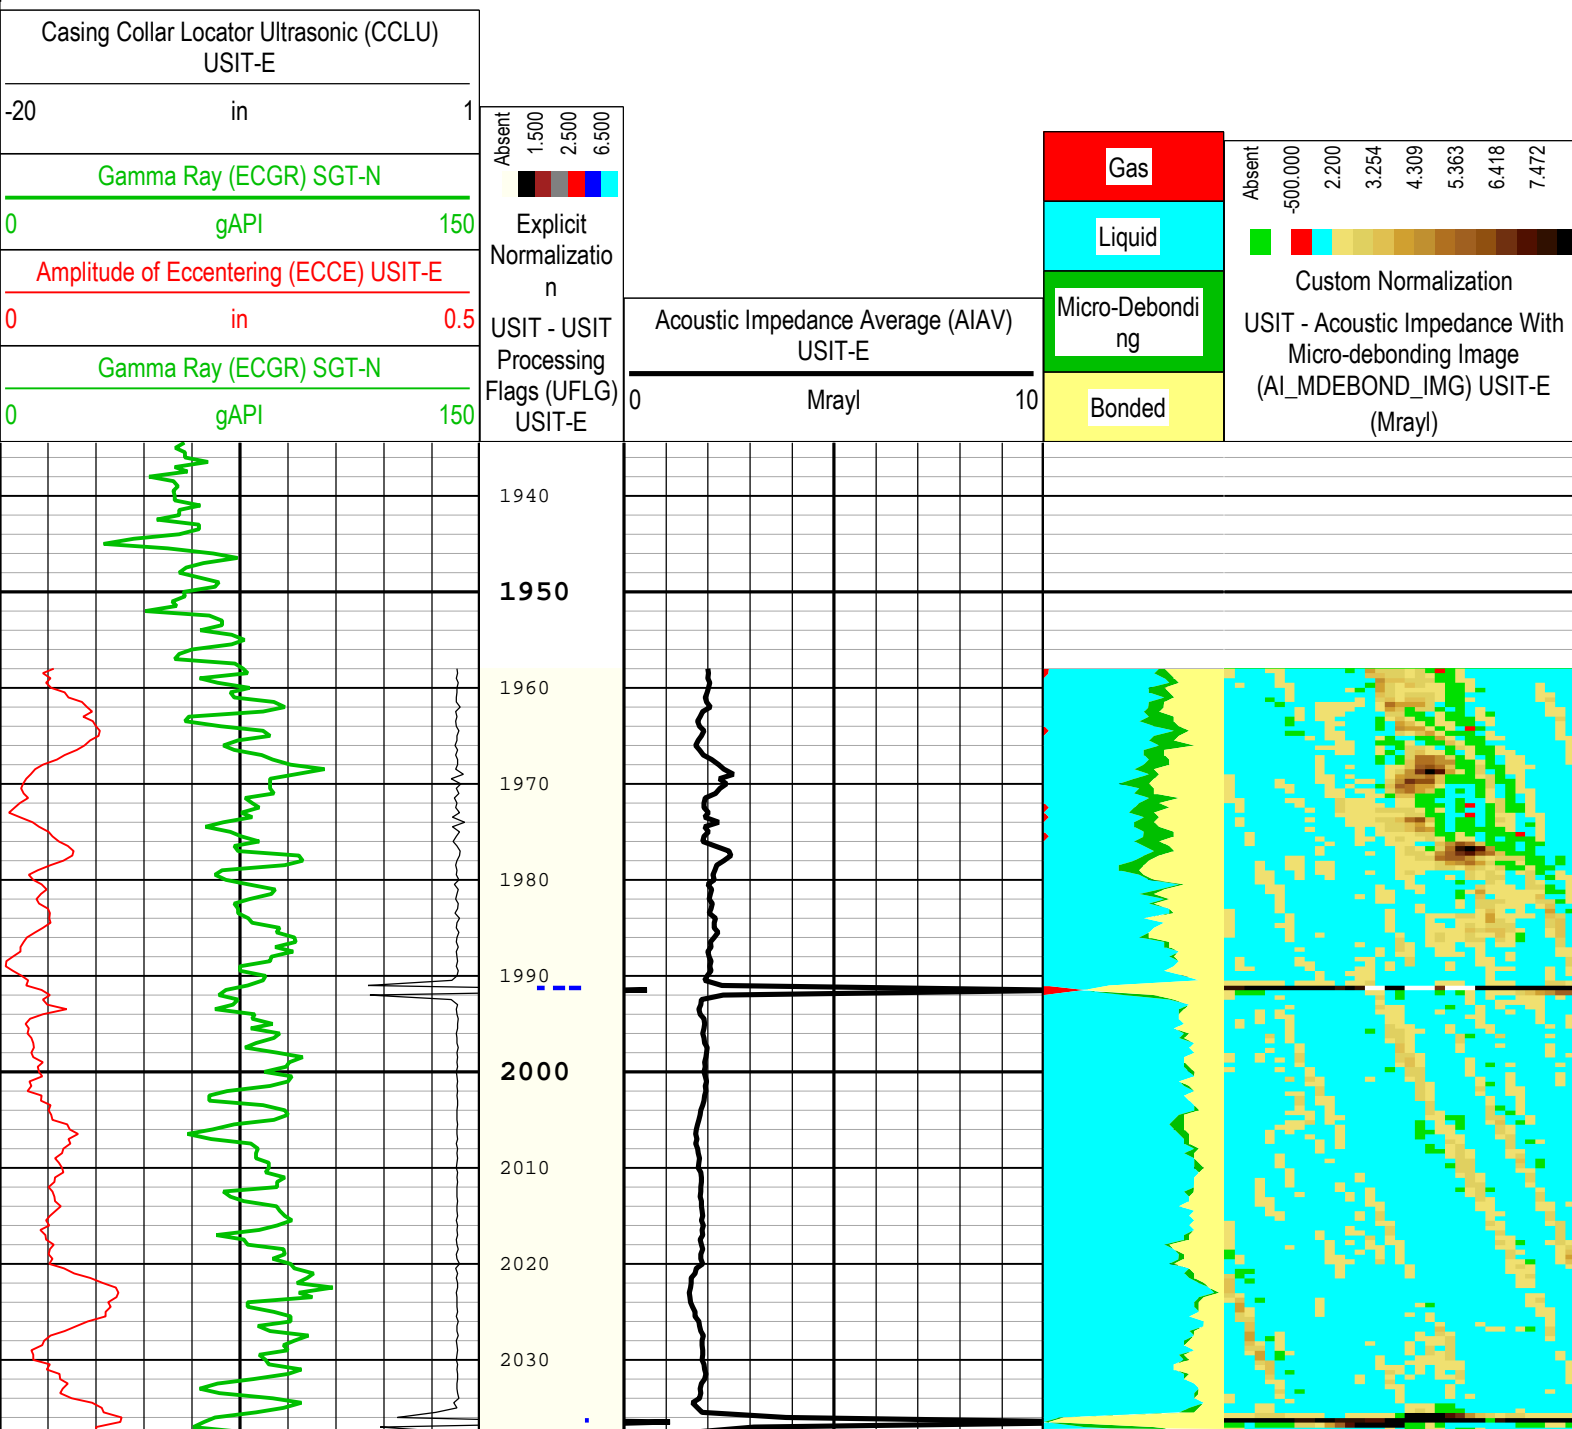 Casing Collar Locator Ultrasonic (CCLU)
USIT-E
-20 in 1
Gamma Ray (ECGR) SGT-N
0 gAPI 150
Amplitude of Eccentering (ECCE) USIT-E
0 in 0.5
Gamma Ray (ECGR) SGT-N
0 gAPI 150
Absent
1.500
2.500
6.500
Explicit
Normalizatio
n
USIT - USIT
Processing
Flags (UFLG)
USIT-E
Acoustic Impedance Average (AIAV)
USIT-E
0 Mrayl 10
Gas
Liquid
Micro-Debondi
ng
Bonded
Absent
-500.000
2.200
3.254
4.309
5.363
6.418
7.472
Custom Normalization
USIT - Acoustic Impedance With
Micro-debonding Image
(AI_MDEBOND_IMG) USIT-E
(Mrayl)
1940
1950
1960
1970
1980
1990
2000
2010
2020
2030